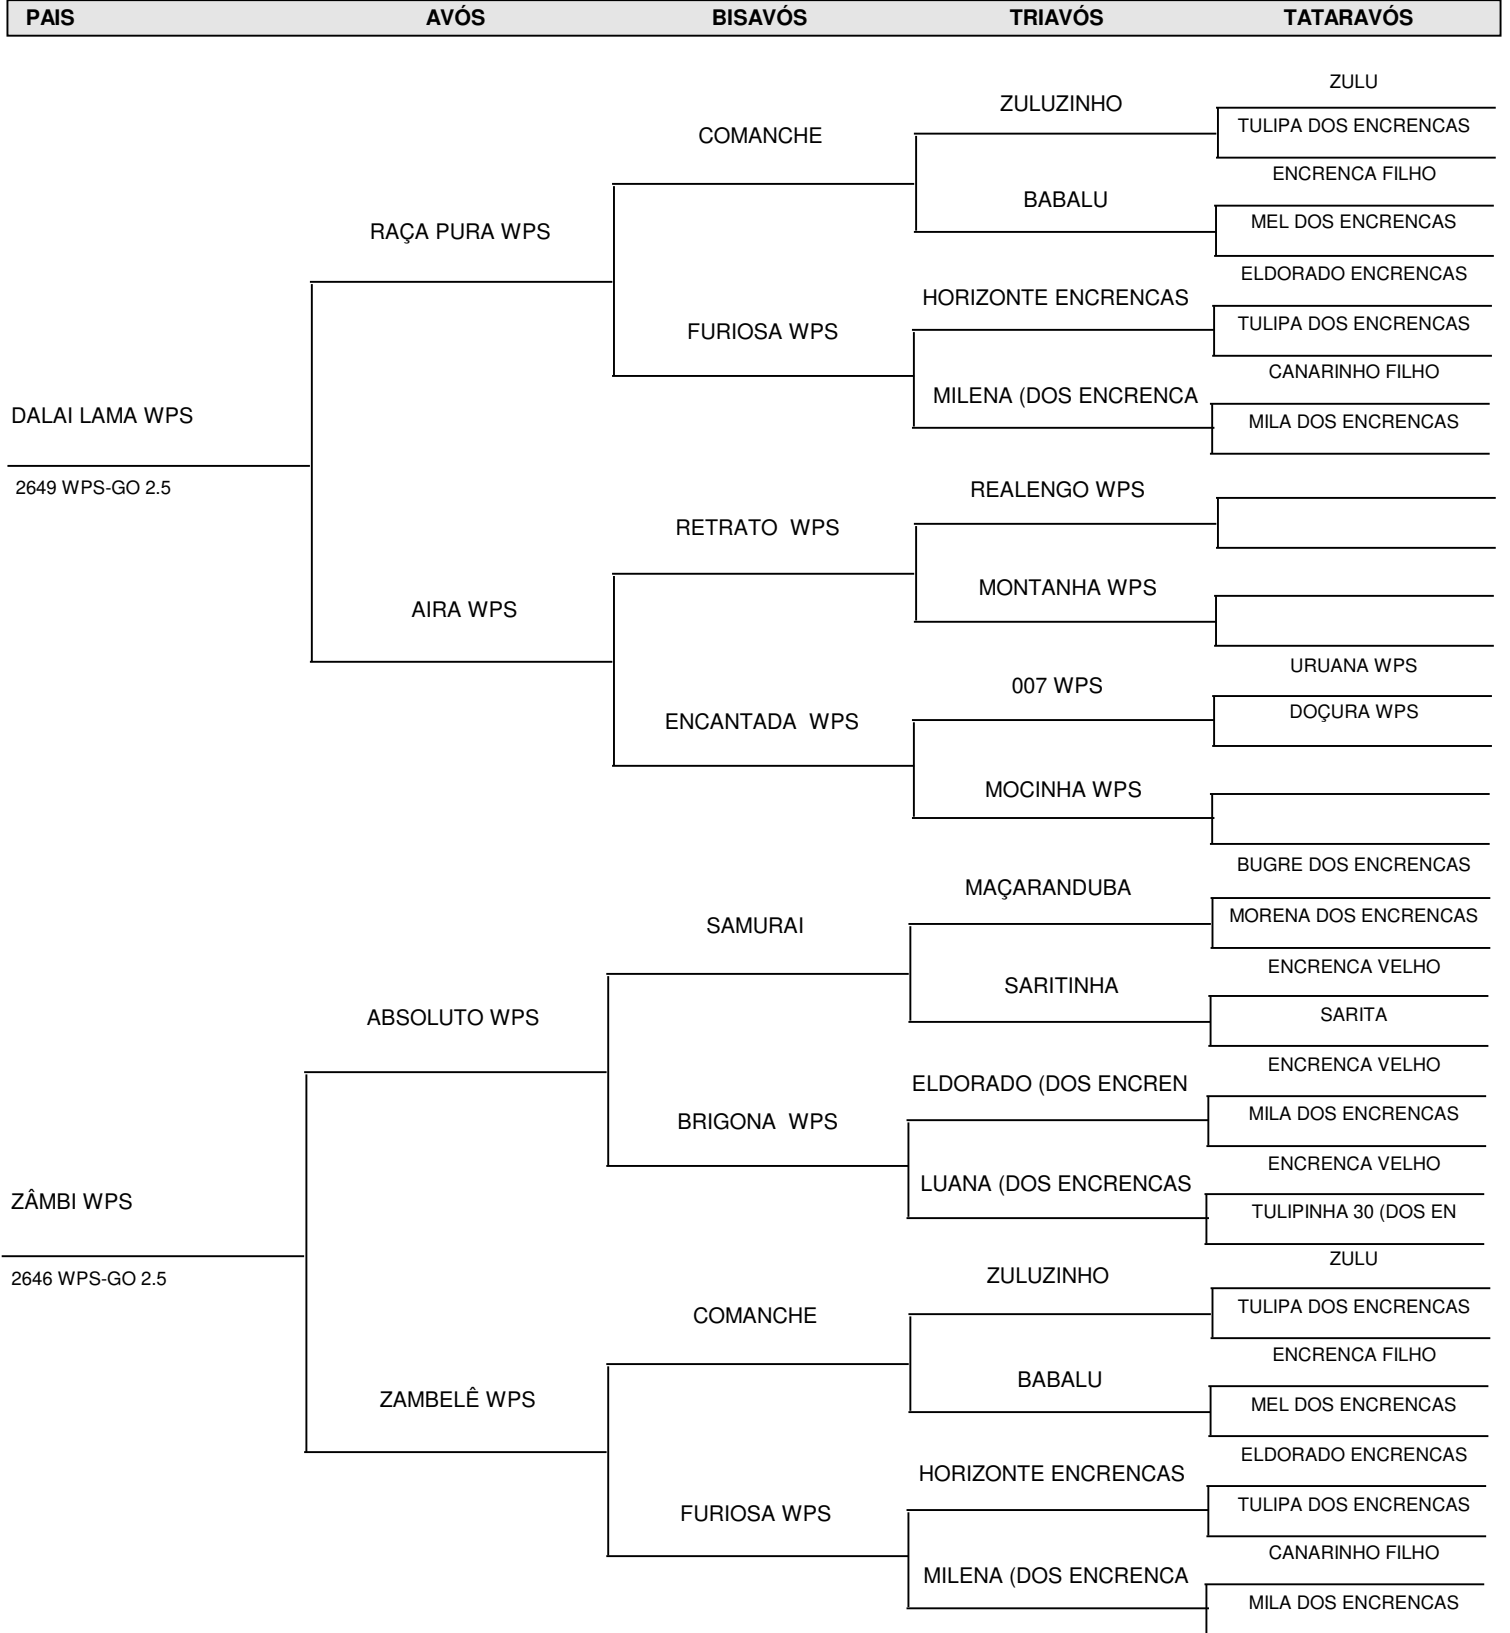 PAIS AVÓS BISAVÓS TRIAVÓS TATARAVÓS
ZULU
ZULUZINHO
TULIPA DOS ENCRENCAS
COMANCHE
ENCRENCA FILHO
BABALU
MEL DOS ENCRENCAS
RAÇA PURA WPS
ELDORADO ENCRENCAS
HORIZONTE ENCRENCAS
TULIPA DOS ENCRENCAS
FURIOSA WPS
CANARINHO FILHO
MILENA (DOS ENCRENCA
MILA DOS ENCRENCAS
DALAI LAMA WPS
2649 WPS-GO 2.5
REALENGO WPS
RETRATO  WPS
MONTANHA WPS
AIRA WPS
URUANA WPS
007 WPS
DOÇURA WPS
ENCANTADA  WPS
MOCINHA WPS
BUGRE DOS ENCRENCAS
MAÇARANDUBA
MORENA DOS ENCRENCAS
SAMURAI
ENCRENCA VELHO
SARITINHA
SARITA
ABSOLUTO WPS
ENCRENCA VELHO
ELDORADO (DOS ENCREN
MILA DOS ENCRENCAS
BRIGONA  WPS
ENCRENCA VELHO
LUANA (DOS ENCRENCAS
TULIPINHA 30 (DOS EN
ZÂMBI WPS
2646 WPS-GO 2.5
ZULU
ZULUZINHO
TULIPA DOS ENCRENCAS
COMANCHE
ENCRENCA FILHO
BABALU
MEL DOS ENCRENCAS
ZAMBELÊ WPS
ELDORADO ENCRENCAS
HORIZONTE ENCRENCAS
TULIPA DOS ENCRENCAS
FURIOSA WPS
CANARINHO FILHO
MILENA (DOS ENCRENCA
MILA DOS ENCRENCAS